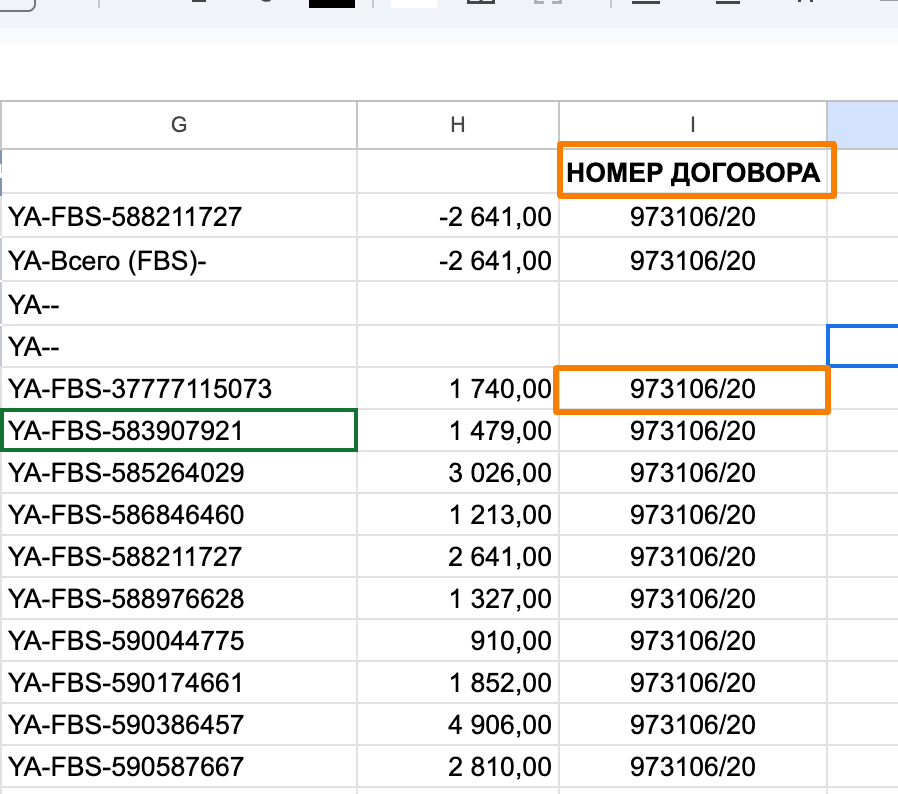 G H I
НОМЕР ДОГОВОРА
YA-FBS-588211727 -2 641,00 973106/20
YA-Всего (FBS)- -2 641,00 973106/20
YA--
YA--
YA-FBS-37777115073 1 740,00 973106/20
YA-FBS-583907921 1 479,00 973106/20
YA-FBS-585264029 3 026,00 973106/20
YA-FBS-586846460 1 213,00 973106/20
YA-FBS-588211727 2 641,00 973106/20
YA-FBS-588976628 1 327,00 973106/20
YA-FBS-590044775 910,00 973106/20
YA-FBS-590174661 1 852,00 973106/20
YA-FBS-590386457 4 906,00 973106/20
YA-FBS-590587667 2 810,00 973106/20